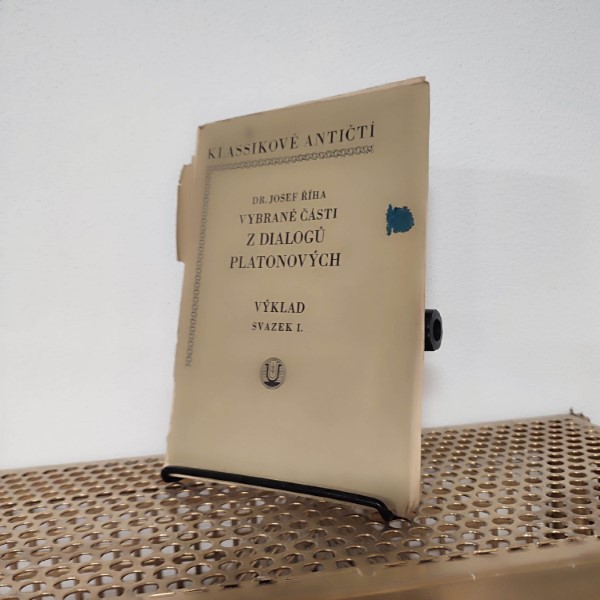 KLASSIKOVÉ ANTIČTÍ
DR. JOSEF ŘÍHA
VYBRANÉ ČÁSTI
Z DIALOGŮ
PLATONOVÝCH
VÝKLAD
SVAZEK I.